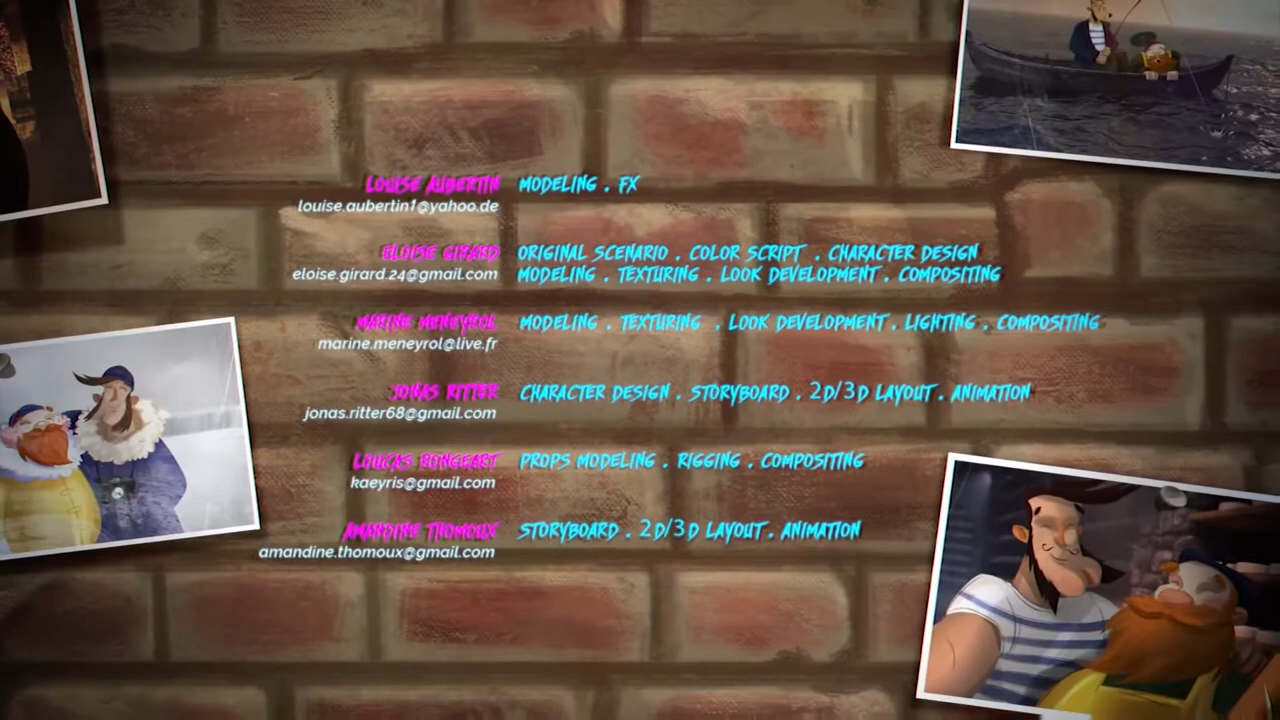 LOUISE AUBERTIN MODELING . FX
louise.aubertin1@yahoo.de
ELOISE GIRARD ORIGINAL SCENARIO . COLOR SCRIPT . CHARACTER DESIGN
eloise.girard.24@gmail.com MODELING . TEXTURING . LOOK DEVELOPMENT . COMPOSITING
MARINE MENEYROL MODELING . TEXTURING . LOOK DEVELOPMENT . LIGHTING . COMPOSITING
marine.meneyrol@live.fr
JONAS RITTER CHARACTER DESIGN . STORYBOARD . 2D/3D LAYOUT . ANIMATION
jonas.ritter68@gmail.com
LOUCAS RONGEART PROPS MODELING . RIGGING . COMPOSITING
kaeyris@gmail.com
AMANDINE THOMOUX STORYBOARD . 2D/3D LAYOUT . ANIMATION
amandine.thomoux@gmail.com